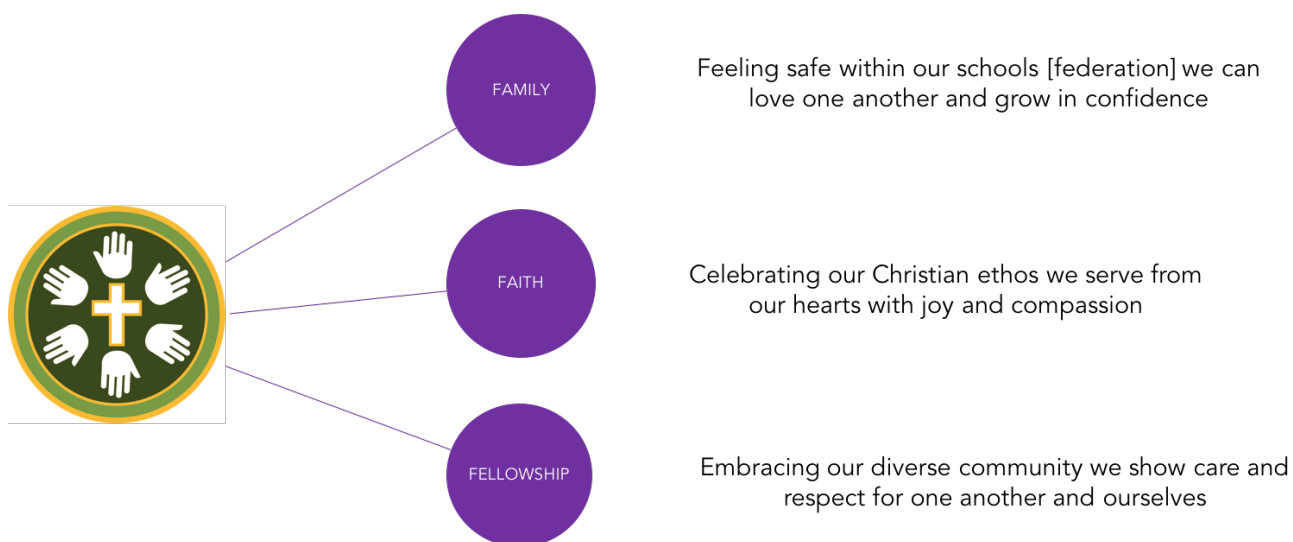 FAMILY
Feeling safe within our schools [federation] we can
love one another and grow in confidence
FAITH
Celebrating our Christian ethos we serve from
our hearts with joy and compassion
FELLOWSHIP
Embracing our diverse community we show care and
respect for one another and ourselves